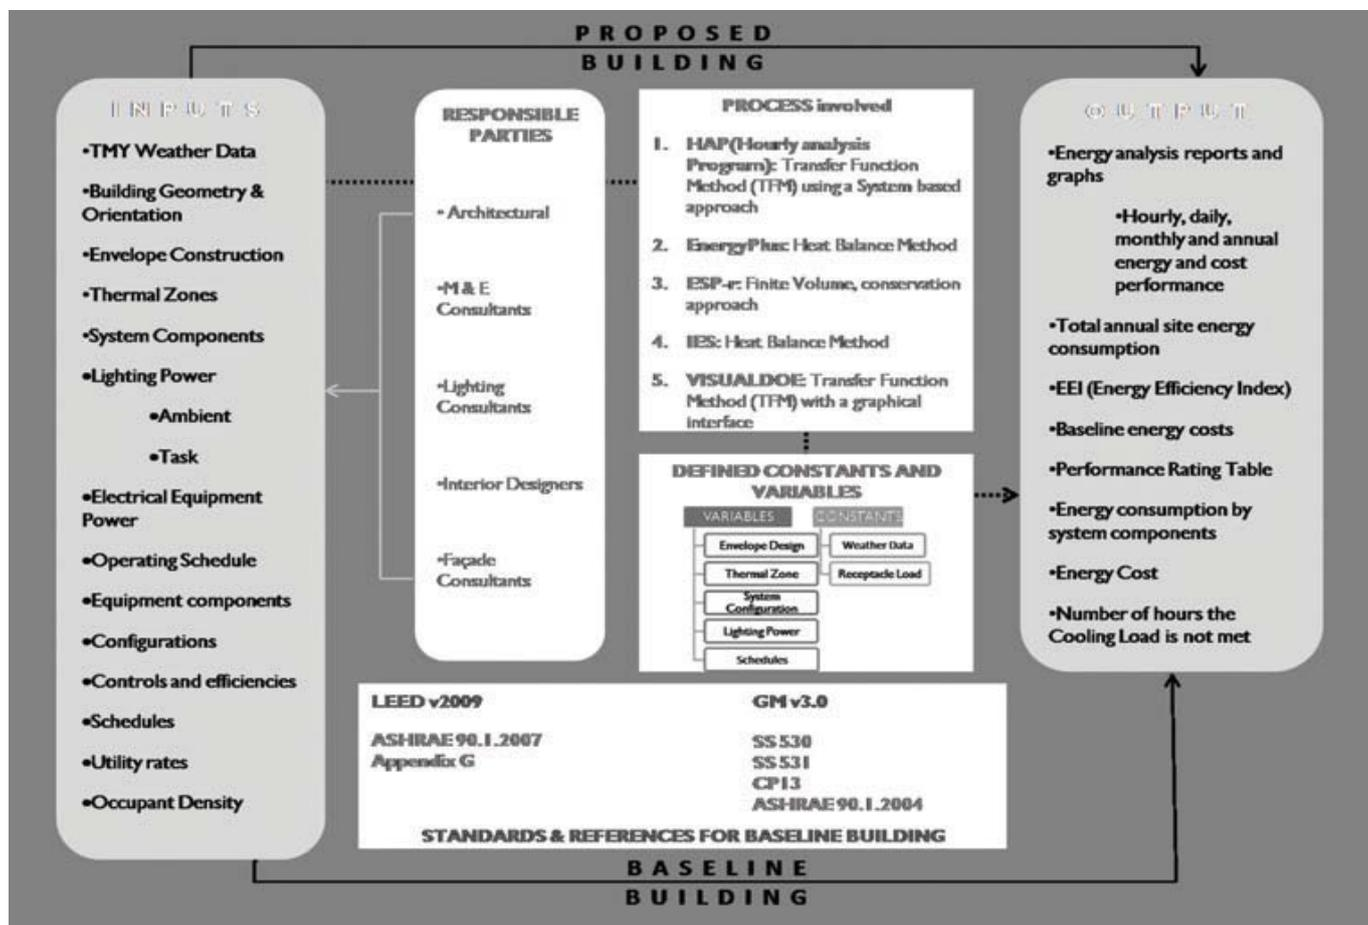 PROPOSED
BUILDING
INPUTS
•TMY Weather Data
•Building Geometry &
Orientation
•Envelope Construction
•Thermal Zones
•System Components
•Lighting Power
•Ambient
•Task
•Electrical Equipment
Power
•Operating Schedule
•Equipment components
•Configurations
•Controls and efficiencies
•Schedules
•Utility rates
•Occupant Density
RESPONSIBLE
PARTIES
• Architectural
•M & E
Consultants
•Lighting
Consultants
•Interior Designers
•Façade
Consultants
PROCESS involved
1. HAP(Hourly analysis
Program): Transfer Function
Method (TFM) using a System based
approach
2. EnergyPlus: Heat Balance Method
3. ESP-r: Finite Volume, conservation
approach
4. IES: Heat Balance Method
5. VISUALDOE: Transfer Function
Method (TFM) with a graphical
interface
DEFINED CONSTANTS AND
VARIABLES
VARIABLES
Envelope Design
Thermal Zone
System
Configuration
Lighting Power
Schedules
CONSTANTS
Weather Data
Receptacle Load
OUTPUT
•Energy analysis reports and
graphs
•Hourly, daily,
monthly and annual
energy and cost
performance
•Total annual site energy
consumption
•EEI (Energy Efficiency Index)
•Baseline energy costs
•Performance Rating Table
•Energy consumption by
system components
•Energy Cost
•Number of hours the
Cooling Load is not met
LEED v2009
ASHRAE 90.1.2007
Appendix G
GM v3.0
SS 530
SS 531
CP13
ASHRAE 90.1.2004
STANDARDS & REFERENCES FOR BASELINE BUILDING
BASELINE
BUILDING